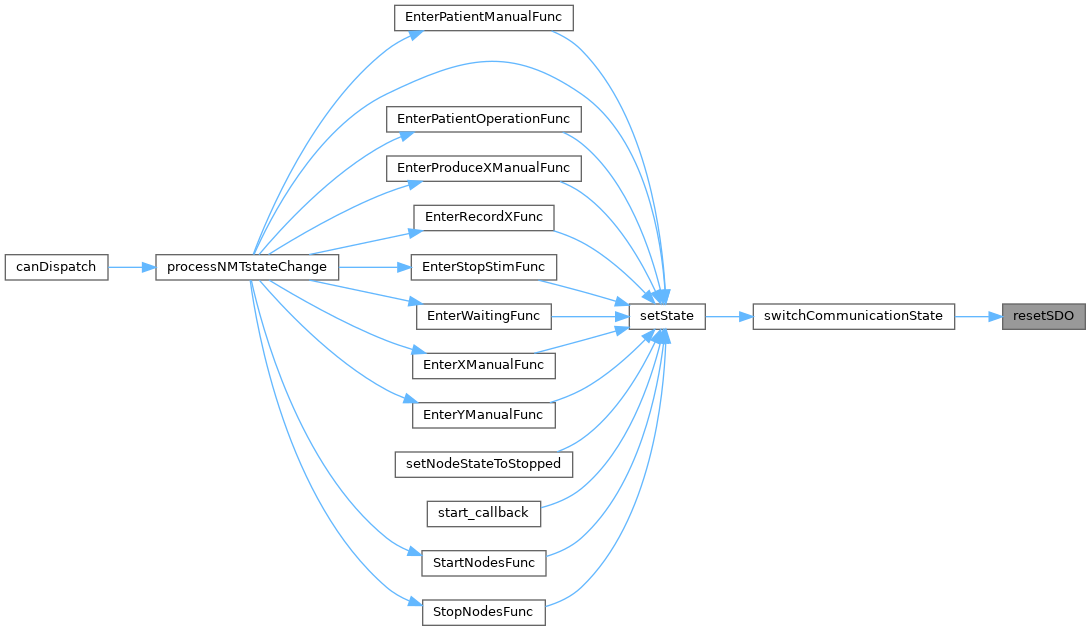 EnterPatientManualFunc
EnterPatientOperationFunc
EnterProduceXManualFunc
EnterRecordXFunc
canDispatch
processNMTstateChange
EnterStopStimFunc
EnterWaitingFunc
setState
switchCommunicationState
resetSDO
EnterXManualFunc
EnterYManualFunc
setNodeStateToStopped
start_callback
StartNodesFunc
StopNodesFunc